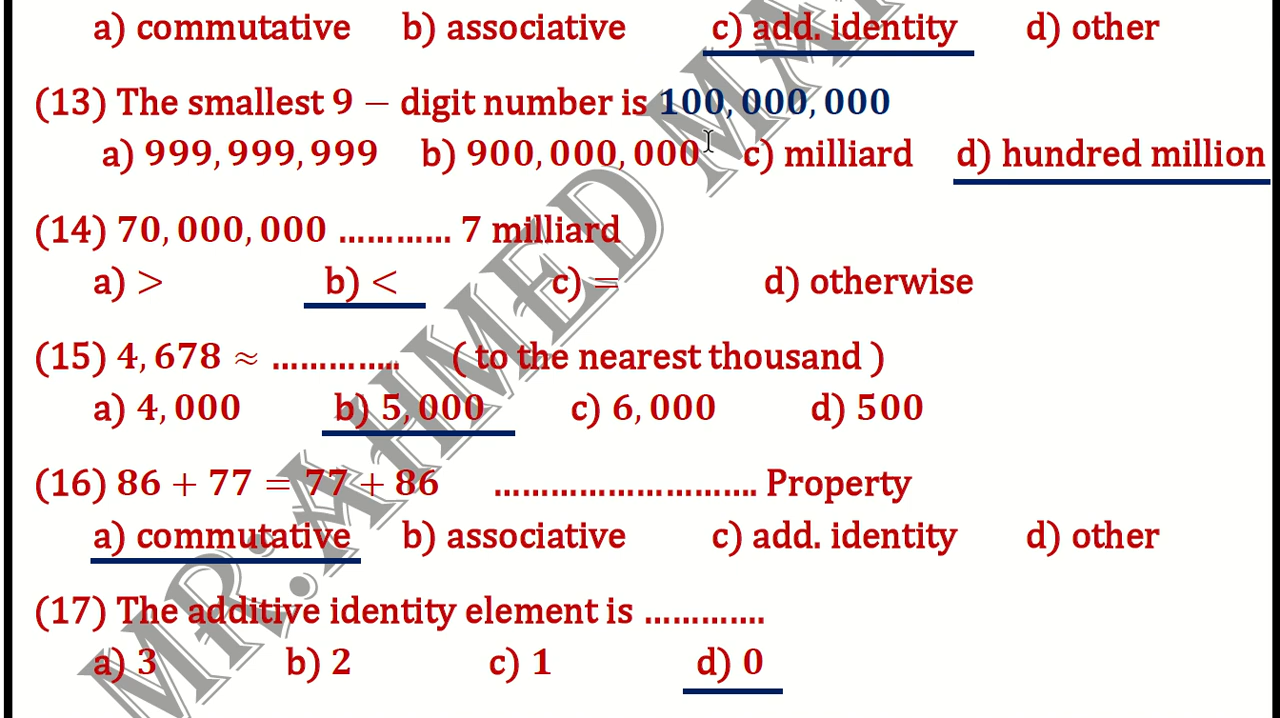 a) commutative b) associative c) add. identity d) other
(13) The smallest 9 − digit number is 100,000,000
a) 999,999,999 b) 900,000,000 c) milliard d) hundred million
(14) 70,000,000 ............ 7 milliard
a) > b) < c) = d) otherwise
(15) 4,678 ≈ .............. ( to the nearest thousand )
a) 4,000 b) 5,000 c) 6,000 d) 500
(16) 86 + 77 = 77 + 86 ............................ Property
a) commutative b) associative c) add. identity d) other
(17) The additive identity element is .............
a) 3 b) 2 c) 1 d) 0
MR:AHMED